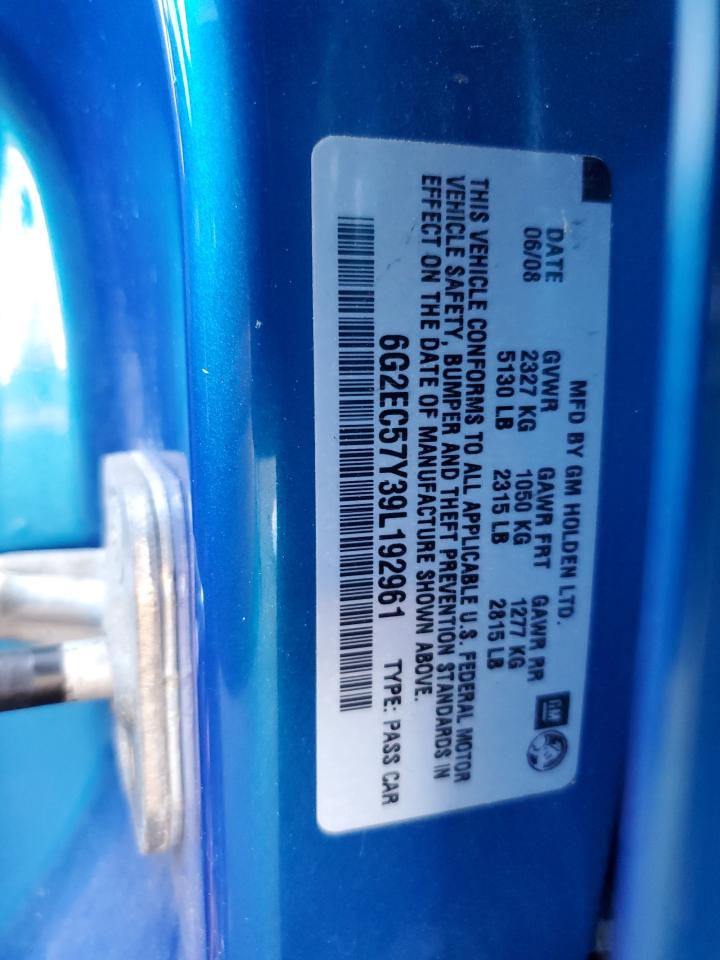 MFD BY GM HOLDEN LTD.
DATE GVWR GAWR FRT GAWR RR
06/08 2327 KG 1050 KG 1277 KG
5130 LB 2315 LB 2815 LB
GM
THIS VEHICLE CONFORMS TO ALL APPLICABLE U.S. FEDERAL MOTOR
VEHICLE SAFETY, BUMPER AND THEFT PREVENTION STANDARDS IN
EFFECT ON THE DATE OF MANUFACTURE SHOWN ABOVE.
6G2EC57Y39L192961 TYPE: PASS CAR